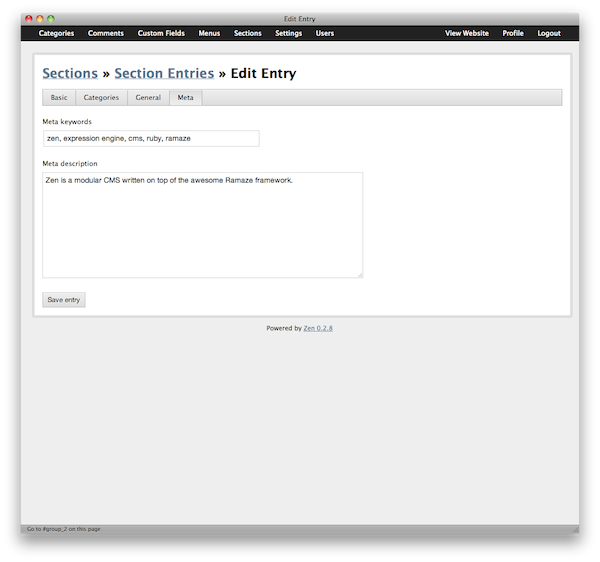 Edit Entry
Categories Comments Custom Fields Menus Sections Settings Users View Website Profile Logout
Sections » Section Entries » Edit Entry
Basic Categories General Meta
Meta keywords
zen, expression engine, cms, ruby, ramaze
Meta description
Zen is a modular CMS written on top of the awesome Ramaze framework.
Save entry
Powered by Zen 0.2.8
Go to #group_2 on this page